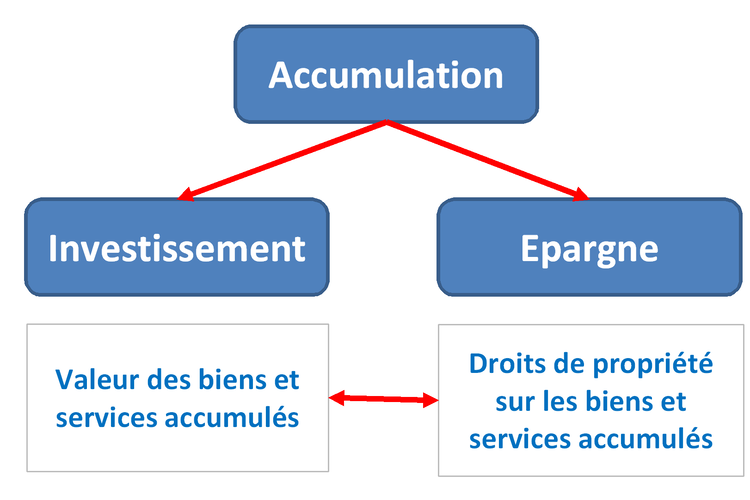 Accumulation
Investissement
Epargne
Valeur des biens et
services accumulés
Droits de propriété
sur les biens et
services accumulés